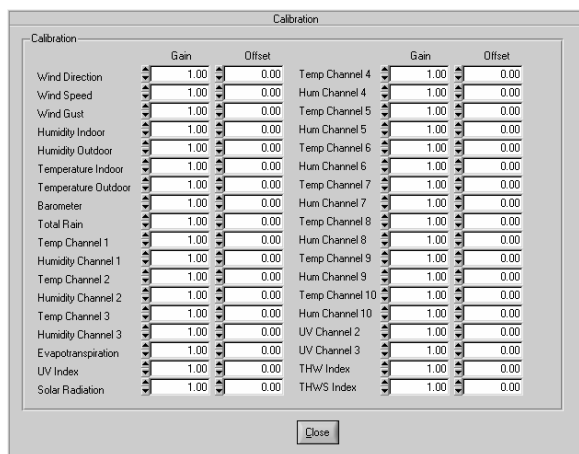 Calibration
Calibration
Gain Offset Gain Offset
Wind Direction 1.00 0.00 Temp Channel 4 1.00 0.00
Wind Speed 1.00 0.00 Hum Channel 4 1.00 0.00
Wind Gust 1.00 0.00 Temp Channel 5 1.00 0.00
Humidity Indoor 1.00 0.00 Hum Channel 5 1.00 0.00
Humidity Outdoor 1.00 0.00 Temp Channel 6 1.00 0.00
Temperature Indoor 1.00 0.00 Hum Channel 6 1.00 0.00
Temperature Outdoor 1.00 0.00 Temp Channel 7 1.00 0.00
Barometer 1.00 0.00 Hum Channel 7 1.00 0.00
Total Rain 1.00 0.00 Temp Channel 8 1.00 0.00
Temp Channel 1 1.00 0.00 Hum Channel 8 1.00 0.00
Humidity Channel 1 1.00 0.00 Temp Channel 9 1.00 0.00
Temp Channel 2 1.00 0.00 Hum Channel 9 1.00 0.00
Humidity Channel 2 1.00 0.00 Temp Channel 10 1.00 0.00
Temp Channel 3 1.00 0.00 Hum Channel 10 1.00 0.00
Humidity Channel 3 1.00 0.00 UV Channel 2 1.00 0.00
Evapotranspiration 1.00 0.00 UV Channel 3 1.00 0.00
UV Index 1.00 0.00 THW Index 1.00 0.00
Solar Radiation 1.00 0.00 THWS Index 1.00 0.00
Close